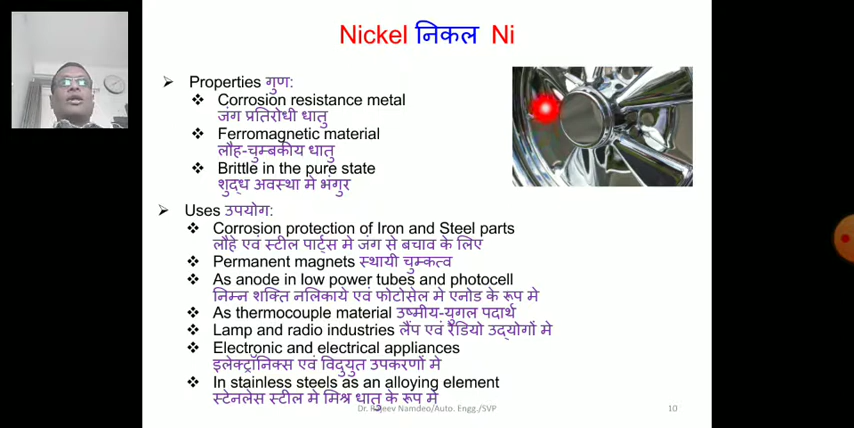 Nickel निकल Ni
➢ Properties गुण:
❖ Corrosion resistance metal
जंग प्रतिरोधी धातु
❖ Ferromagnetic material
लौह-चुम्बकीय धातु
❖ Brittle in the pure state
शुद्ध अवस्था मे भंगुर
➢ Uses उपयोग:
❖ Corrosion protection of Iron and Steel parts
लौहे एवं स्टील पार्ट्स मे जंग से बचाव के लिए
❖ Permanent magnets स्थायी चुम्कत्व
❖ As anode in low power tubes and photocell
निम्न शक्ति नलिकाये एवं फोटोसेल मे एनोड के रूप मे
❖ As thermocouple material उष्मीय-युगल पदार्थ
❖ Lamp and radio industries लैंप एवं रेडियो उद्योगों मे
❖ Electronic and electrical appliances
इलेक्ट्रॉनिक्स एवं विदुयुत उपकरणों मे
❖ In stainless steels as an alloying element
स्टेनलेस स्टील मे मिश्र धातु के रूप मे
Dr. Rajeev Namdeo/Auto. Engg./SVP
10